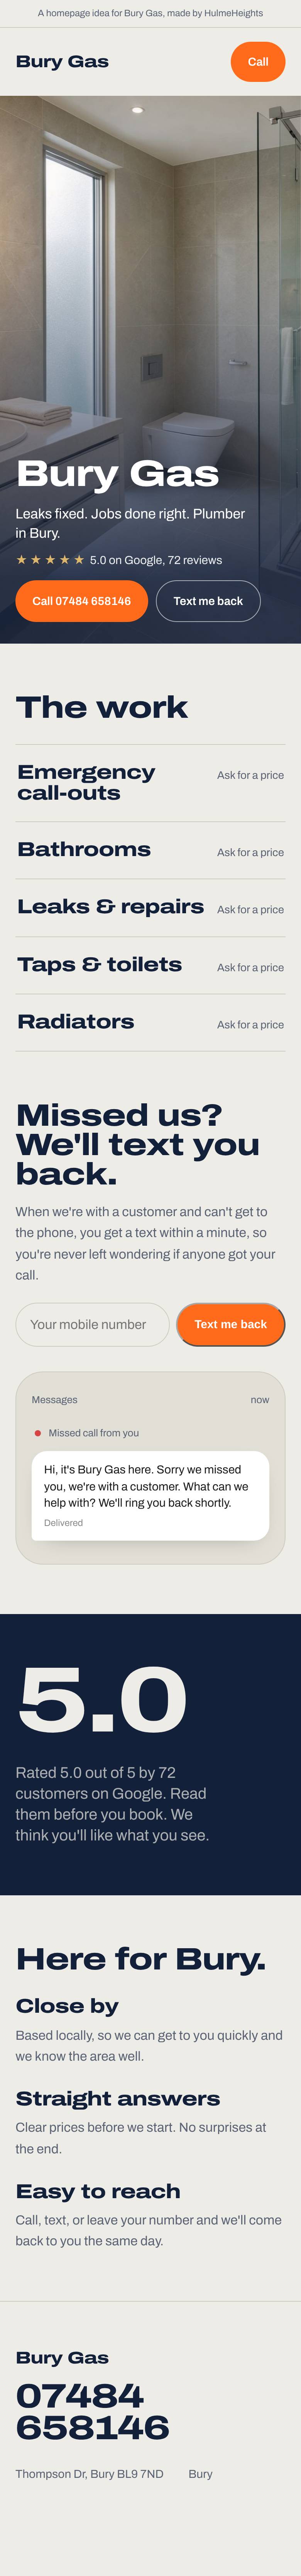 A homepage idea for Bury Gas, made by HulmeHeights
Bury Gas
Call
Bury Gas
Leaks fixed. Jobs done right. Plumber
in Bury.
★ ★ ★ ★ ★ 5.0 on Google, 72 reviews
Call 07484 658146
Text me back
The work
Emergency
call-outs
Ask for a price
Bathrooms
Ask for a price
Leaks & repairs
Ask for a price
Taps & toilets
Ask for a price
Radiators
Ask for a price
Missed us?
We'll text you
back.
When we're with a customer and can't get to
the phone, you get a text within a minute, so
you're never left wondering if anyone got your
call.
Your mobile number
Text me back
Messages
now
Missed call from you
Hi, it's Bury Gas here. Sorry we missed
you, we're with a customer. What can we
help with? We'll ring you back shortly.
Delivered
5.0
Rated 5.0 out of 5 by 72
customers on Google. Read
them before you book. We
think you'll like what you see.
Here for Bury.
Close by
Based locally, so we can get to you quickly and
we know the area well.
Straight answers
Clear prices before we start. No surprises at
the end.
Easy to reach
Call, text, or leave your number and we'll come
back to you the same day.
Bury Gas
07484
658146
Thompson Dr, Bury BL9 7ND
Bury